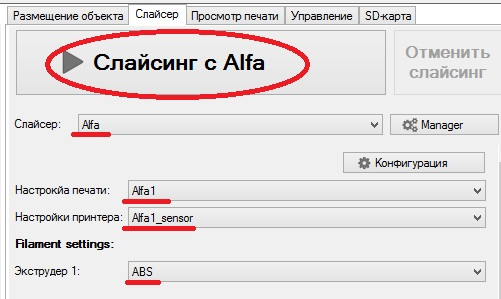 Размещение объекта Слайсер Просмотр печати Управление SD-карта
Слайсинг с Alfa
Отменить
слайсинг
Слайсер: Alfa Manager
Конфигурация
Настрокйа печати: Alfa1
Настройки принтера: Alfa1_sensor
Filament settings:
Экструдер 1: ABS